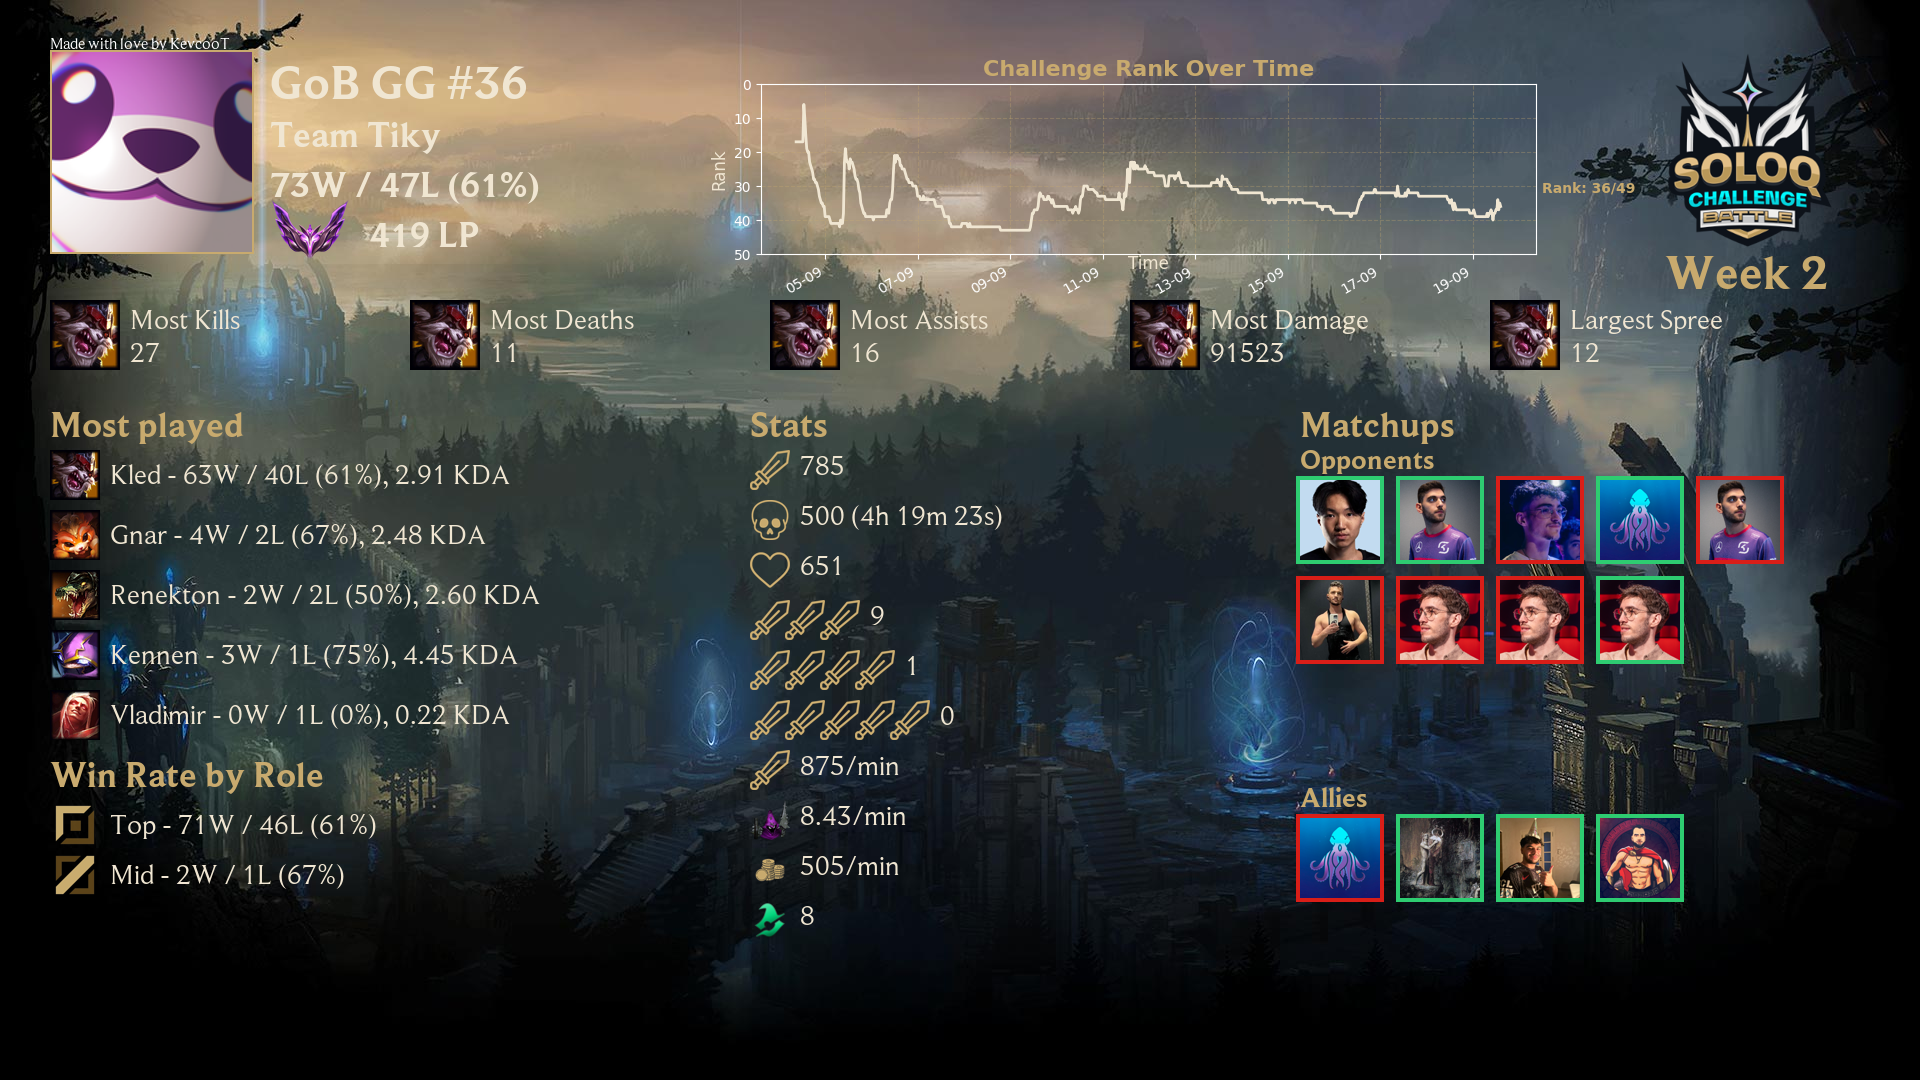 Made with love by KevcooT
GoB GG #36
Team Tiky
73W / 47L (61%)
419 LP
Challenge Rank Over Time
Rank
0
10
20
30
40
50
05-09
07-09
09-09
11-09
13-09
15-09
17-09
19-09
Time
Rank: 36/49
SOLOQ
CHALLENGE
BATTLE
Week 2
Most Kills
27
Most Deaths
11
Most Assists
16
Most Damage
91523
Largest Spree
12
Most played
Kled - 63W / 40L (61%), 2.91 KDA
Gnar - 4W / 2L (67%), 2.48 KDA
Renekton - 2W / 2L (50%), 2.60 KDA
Kennen - 3W / 1L (75%), 4.45 KDA
Vladimir - 0W / 1L (0%), 0.22 KDA
Win Rate by Role
Top - 71W / 46L (61%)
Mid - 2W / 1L (67%)
Stats
785
500 (4h 19m 23s)
651
9
1
0
875/min
8.43/min
505/min
8
Matchups
Opponents
Allies